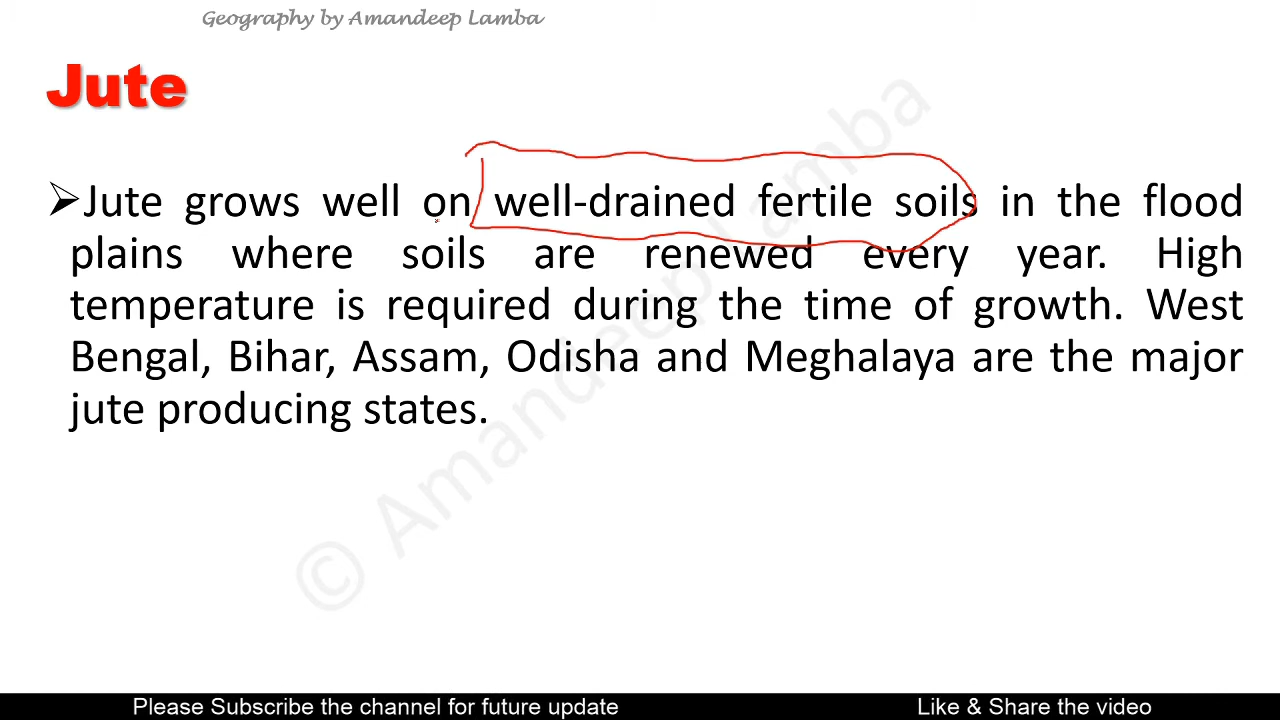 Geography by Amandeep Lamba
Jute
➢Jute grows well on well-drained fertile soils in the flood
plains where soils are renewed every year. High
temperature is required during the time of growth. West
Bengal, Bihar, Assam, Odisha and Meghalaya are the major
jute producing states.
© Amandeep Lamba
Please Subscribe the channel for future update
Like & Share the video